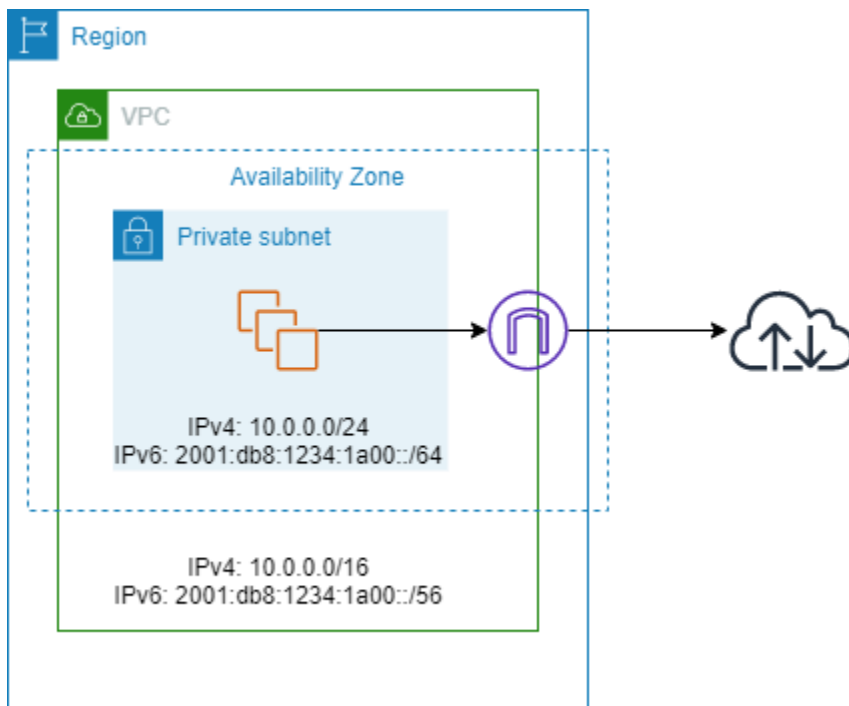 Region
VPC
Availability Zone
Private subnet
IPv4: 10.0.0.0/24
IPv6: 2001:db8:1234:1a00::/64
IPv4: 10.0.0.0/16
IPv6: 2001:db8:1234:1a00::/56